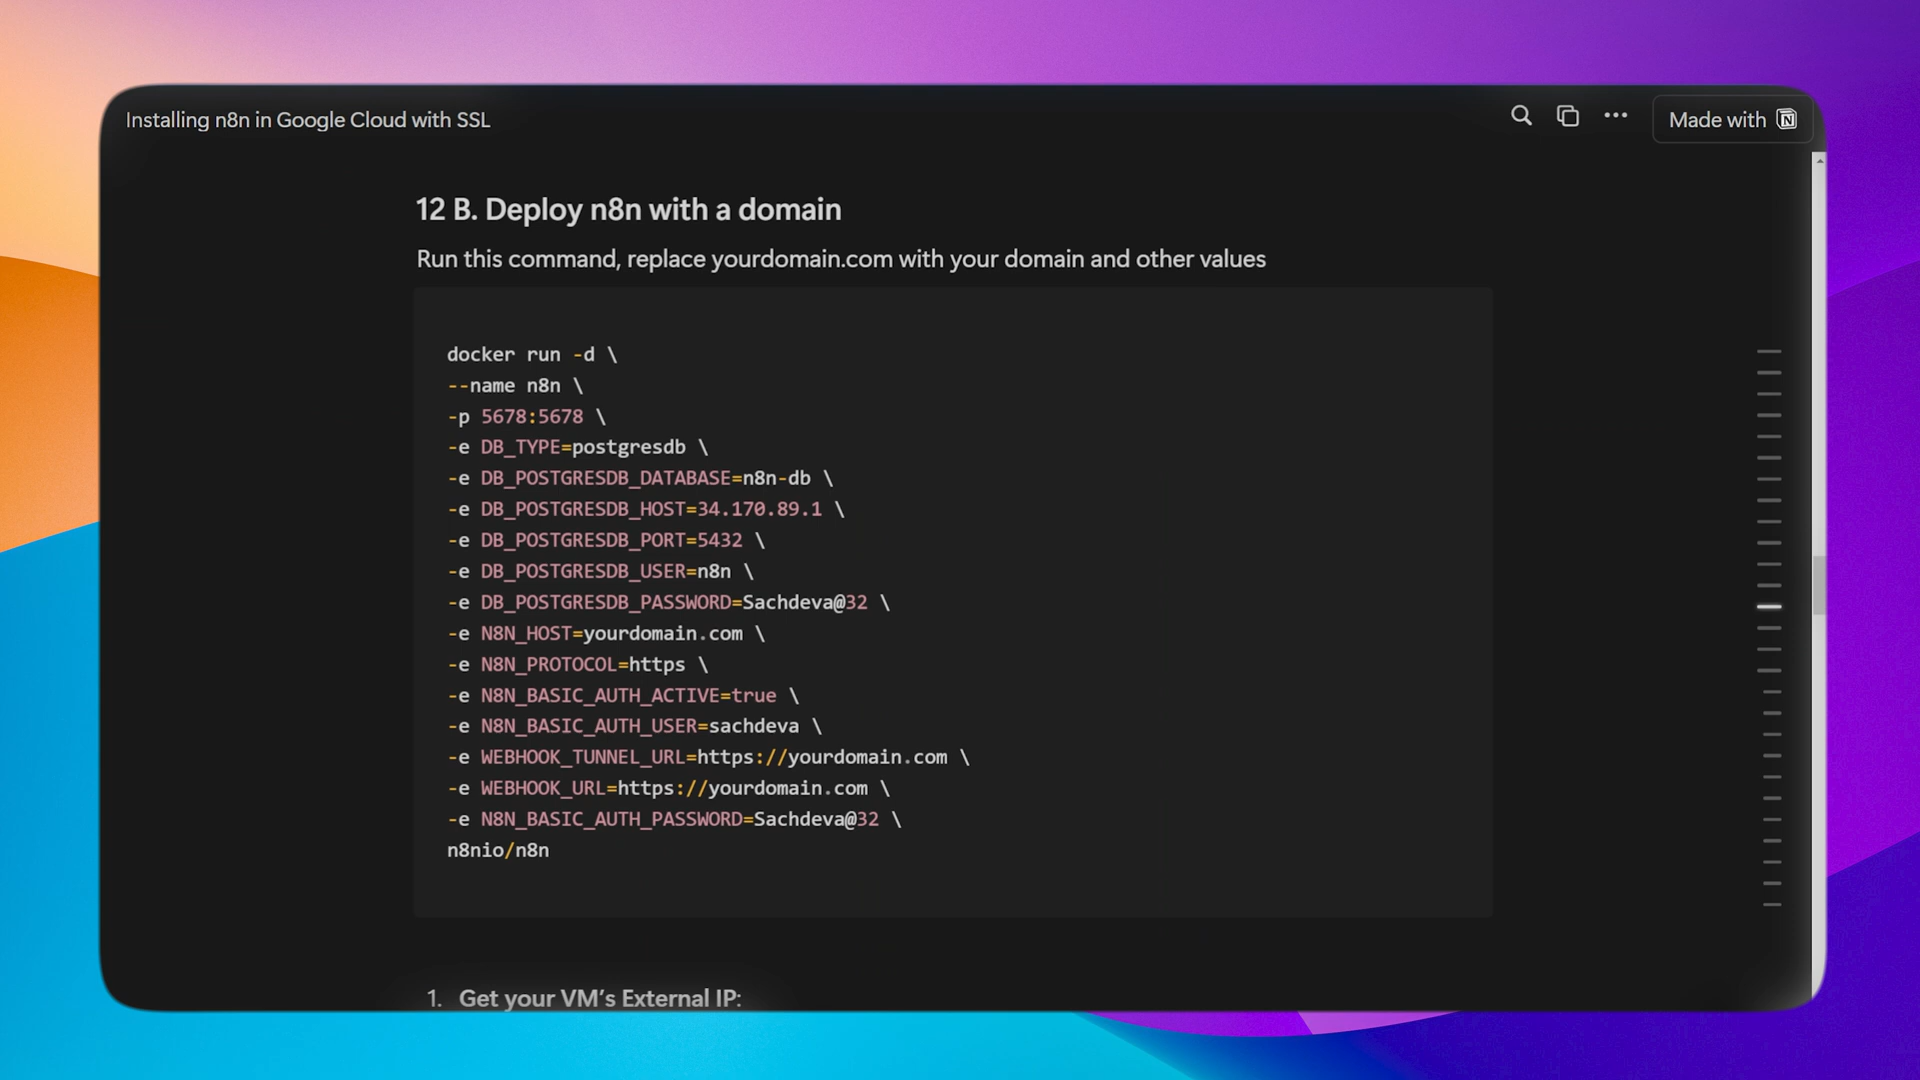 Installing n8n in Google Cloud with SSL
Made with
12 B. Deploy n8n with a domain
Run this command, replace yourdomain.com with your domain and other values
docker run -d \
--name n8n \
-p 5678:5678 \
-e DB_TYPE=postgresdb \
-e DB_POSTGRESDB_DATABASE=n8n-db \
-e DB_POSTGRESDB_HOST=34.170.89.1 \
-e DB_POSTGRESDB_PORT=5432 \
-e DB_POSTGRESDB_USER=n8n \
-e DB_POSTGRESDB_PASSWORD=Sachdeva@32 \
-e N8N_HOST=yourdomain.com \
-e N8N_PROTOCOL=https \
-e N8N_BASIC_AUTH_ACTIVE=true \
-e N8N_BASIC_AUTH_USER=sachdeva \
-e WEBHOOK_TUNNEL_URL=https://yourdomain.com \
-e WEBHOOK_URL=https://yourdomain.com \
-e N8N_BASIC_AUTH_PASSWORD=Sachdeva@32 \
n8nio/n8n
1. Get your VM’s External IP: